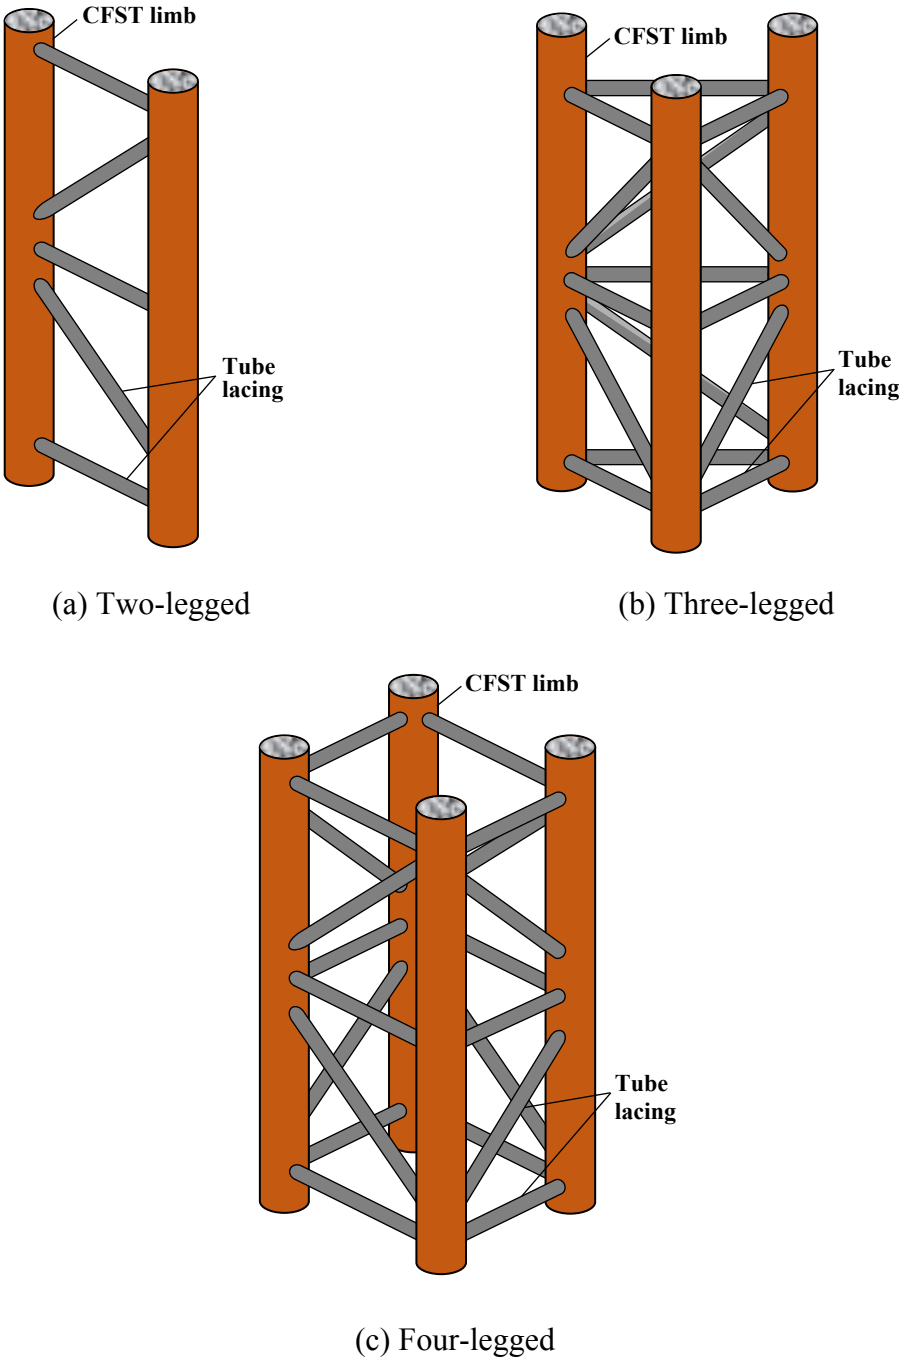 CFST limb
Tube
lacing
(a) Two-legged
CFST limb
Tube
lacing
(b) Three-legged
CFST limb
Tube
lacing
(c) Four-legged